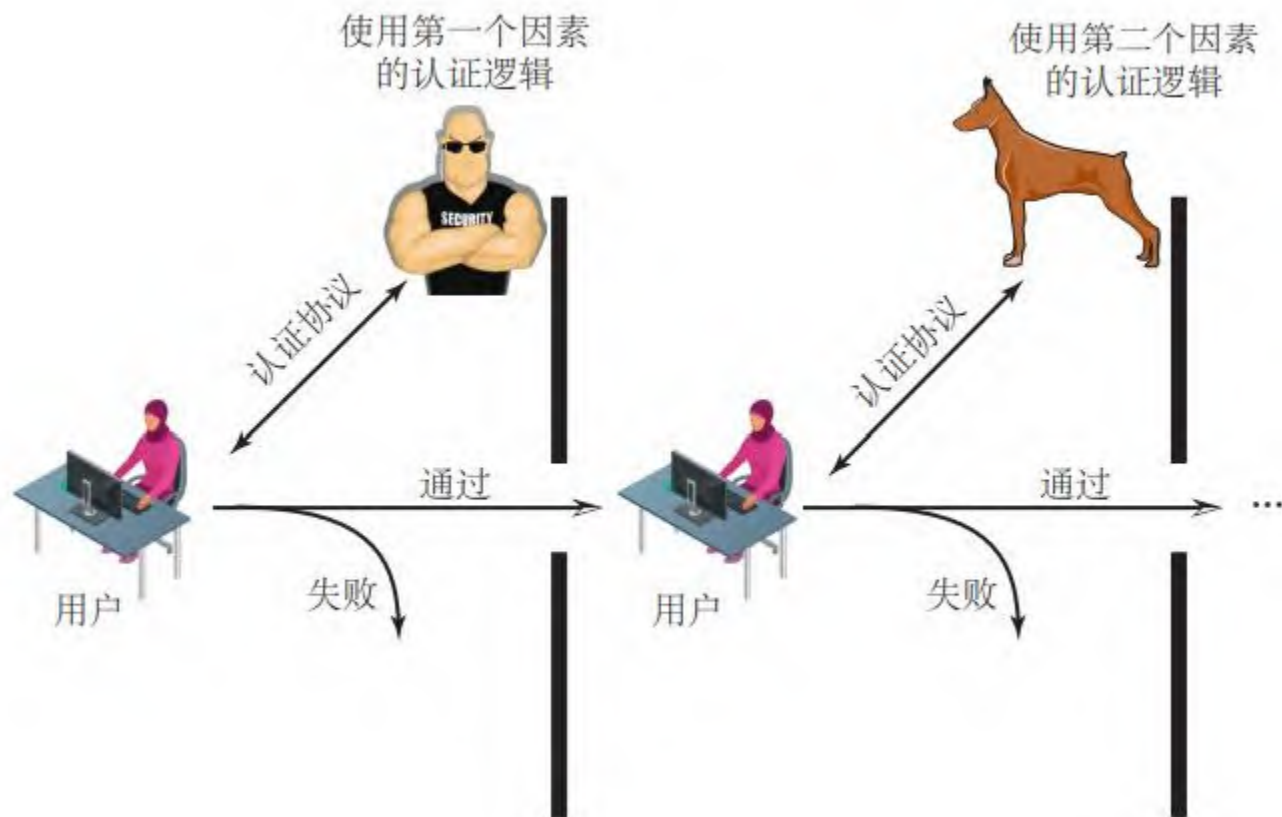 使用第一个因素
的认证逻辑
使用第二个因素
的认证逻辑
SECURITY
认证协议
认证协议
通过
通过
...
失败
失败
用户
用户